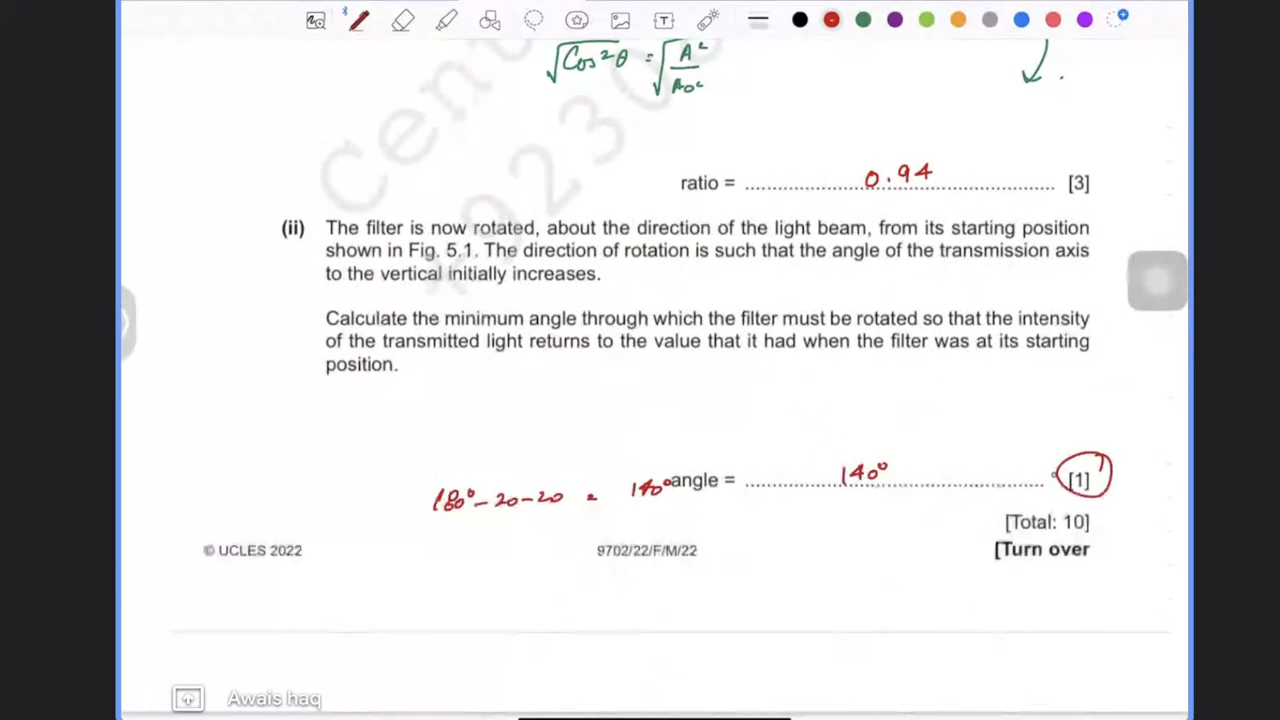 √Cos²θ = √A²/A₀²
Cen
*9230
ratio = 0.94 [3]
(ii) The filter is now rotated, about the direction of the light beam, from its starting position
shown in Fig. 5.1. The direction of rotation is such that the angle of the transmission axis
to the vertical initially increases.
Calculate the minimum angle through which the filter must be rotated so that the intensity
of the transmitted light returns to the value that it had when the filter was at its starting
position.
180° - 20 - 20 = 140° angle = 140° [1]
[Total: 10]
© UCLES 2022 9702/22/F/M/22 [Turn over
Awais haq